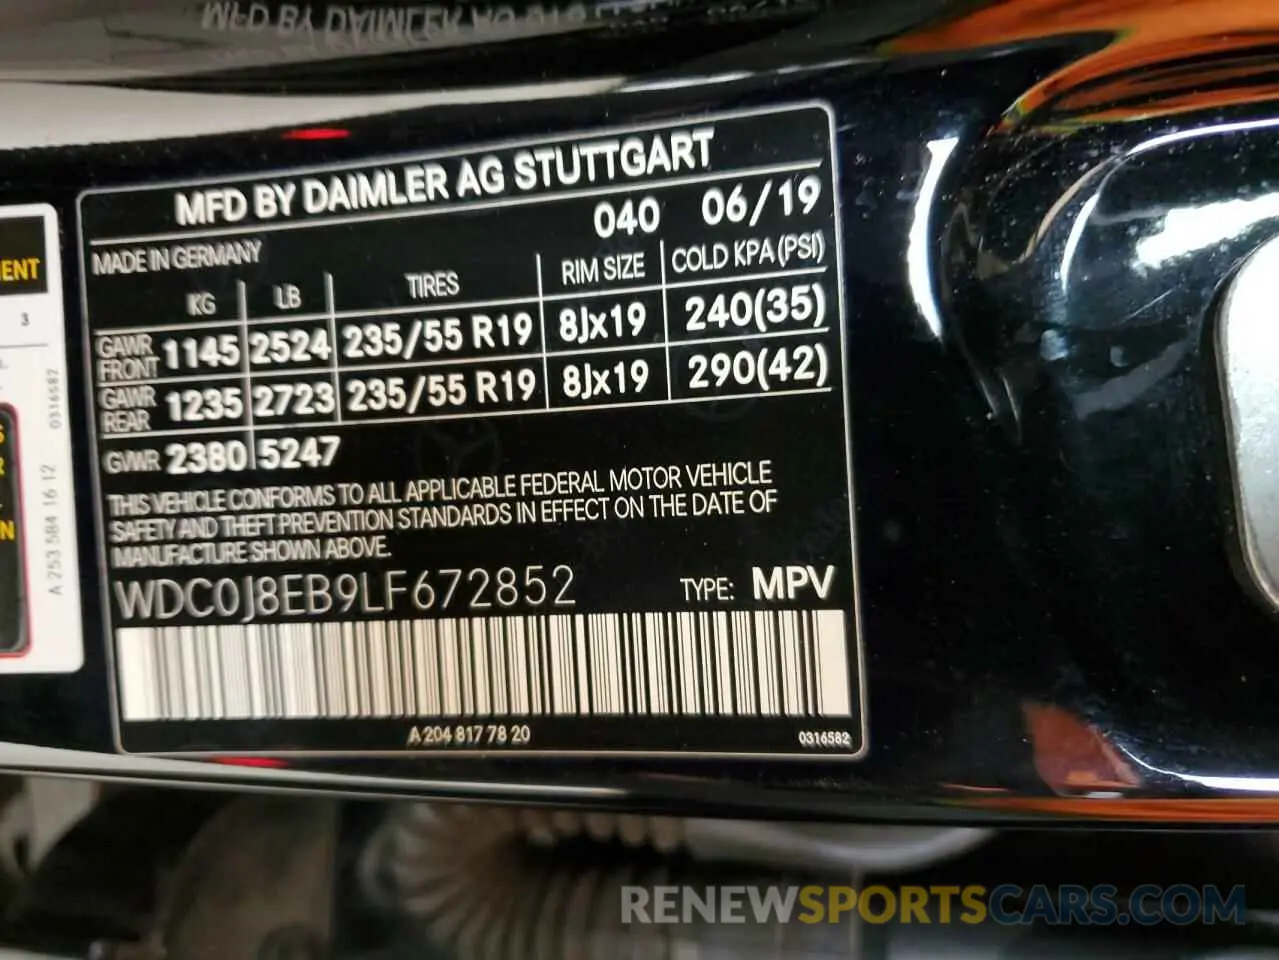 MFD BY DAIMLER AG STUTTGART
040 06/19
MADE IN GERMANY
KG LB TIRES RIM SIZE COLD KPA (PSI)
GAWR FRONT 1145 2524 235/55 R19 8Jx19 240(35)
GAWR REAR 1235 2723 235/55 R19 8Jx19 290(42)
GVWR 2380 5247
THIS VEHICLE CONFORMS TO ALL APPLICABLE FEDERAL MOTOR VEHICLE
SAFETY AND THEFT PREVENTION STANDARDS IN EFFECT ON THE DATE OF
MANUFACTURE SHOWN ABOVE.
WDC0J8EB9LF672852 TYPE: MPV
A 204 817 78 20
0316582
3
A 253 584 16 12 0316582
RENEWSPORTSCARS.COM